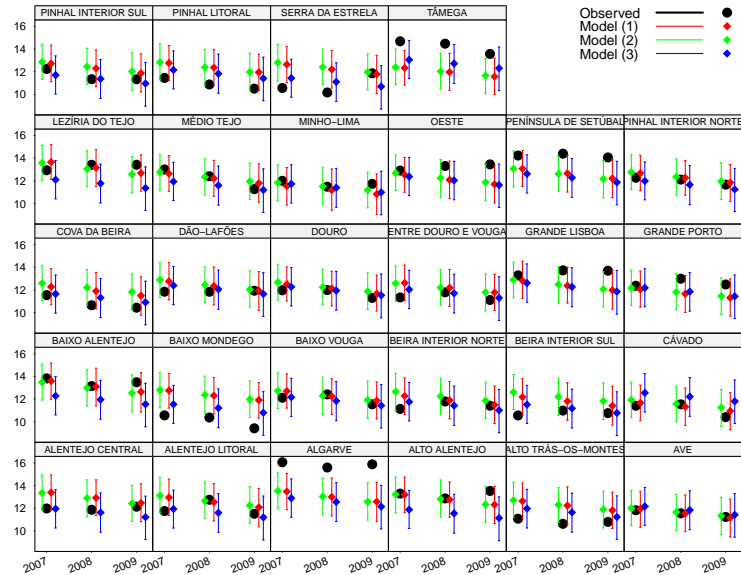 PINHAL INTERIOR SUL PINHAL LITORAL SERRA DA ESTRELA TÂMEGA
Observed
Model (1)
Model (2)
Model (3)
16
14
12
10
LEZÍRIA DO TEJO MÉDIO TEJO MINHO−LIMA OESTE PENÍNSULA DE SETÚBAL PINHAL INTERIOR NORTE
16
14
12
10
COVA DA BEIRA DÃO−LAFÕES DOURO ENTRE DOURO E VOUGA GRANDE LISBOA GRANDE PORTO
16
14
12
10
BAIXO ALENTEJO BAIXO MONDEGO BAIXO VOUGA BEIRA INTERIOR NORTE BEIRA INTERIOR SUL CÁVADO
16
14
12
10
ALENTEJO CENTRAL ALENTEJO LITORAL ALGARVE ALTO ALENTEJO ALTO TRÁS−OS−MONTES AVE
16
14
12
10
2007 2008 2009 2007 2008 2009 2007 2008 2009 2007 2008 2009 2007 2008 2009 2007 2008 2009